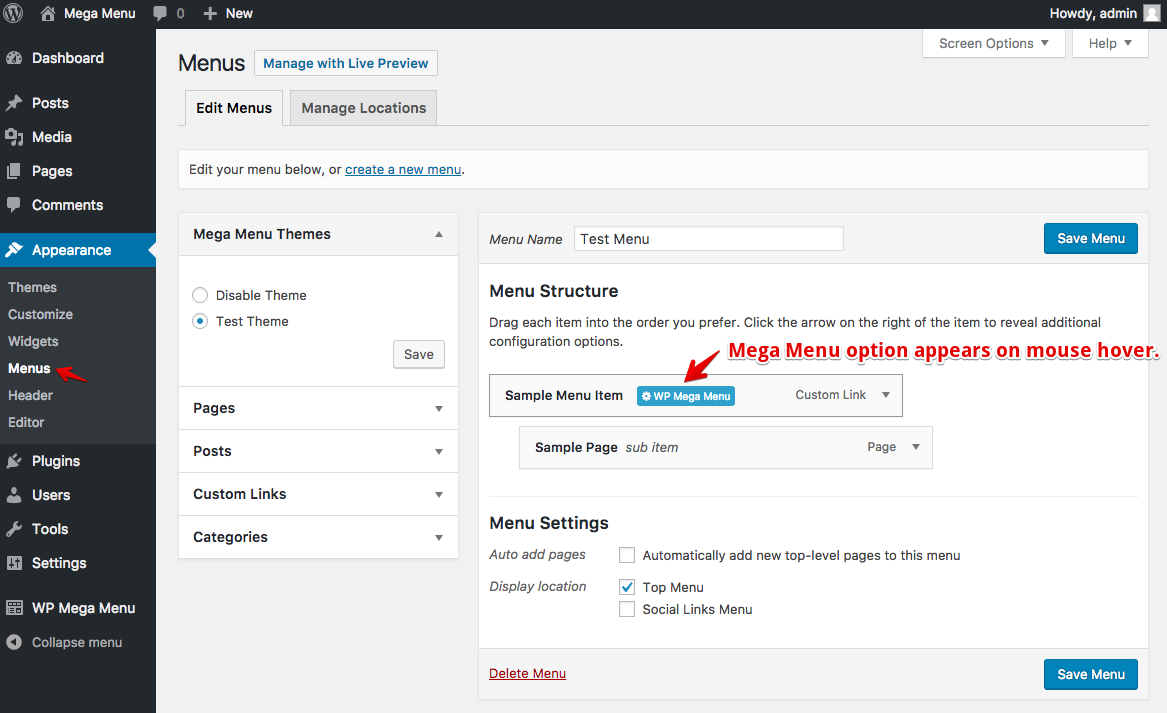 Mega Menu 0 New Howdy, admin
Dashboard
Posts
Media
Pages
Comments
Appearance
Themes
Customize
Widgets
Menus
Header
Editor
Plugins
Users
Tools
Settings
WP Mega Menu
Collapse menu
Screen Options Help
Menus Manage with Live Preview
Edit Menus Manage Locations
Edit your menu below, or create a new menu.
Mega Menu Themes
Disable Theme
Test Theme
Save
Pages
Posts
Custom Links
Categories
Menu Name Test Menu Save Menu
Menu Structure
Drag each item into the order you prefer. Click the arrow on the right of the item to reveal additional
configuration options.
Mega Menu option appears on mouse hover.
Sample Menu Item WP Mega Menu Custom Link
Sample Page sub item Page
Menu Settings
Auto add pages Automatically add new top-level pages to this menu
Display location Top Menu
Social Links Menu
Delete Menu Save Menu